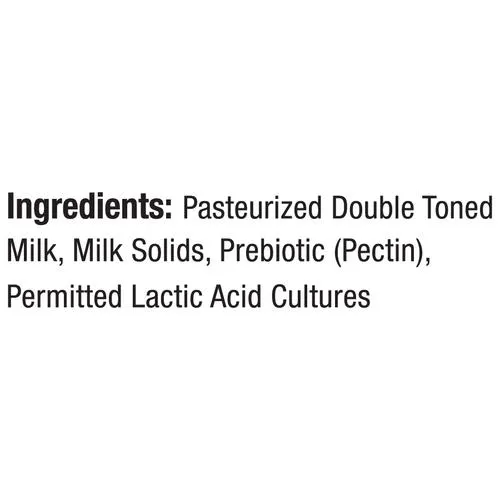 Ingredients: Pasteurized Double Toned
Milk, Milk Solids, Prebiotic (Pectin),
Permitted Lactic Acid Cultures